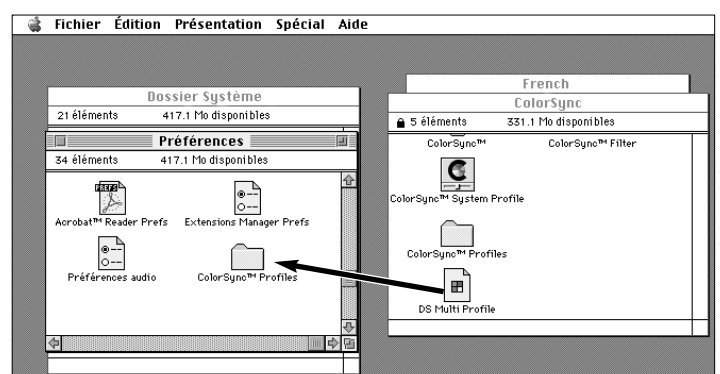 Fichier Édition Présentation Spécial Aide
Dossier Système
21 éléments 417.1 Mo disponibles
Préférences
34 éléments 417.1 Mo disponibles
PREFS
Acrobat™ Reader Prefs Extensions Manager Prefs
Préférences audio ColorSync™ Profiles
French
ColorSync
5 éléments 331.1 Mo disponibles
ColorSync™ ColorSync™ Filter
ColorSync™ System Profile
ColorSync™ Profiles
DS Multi Profile